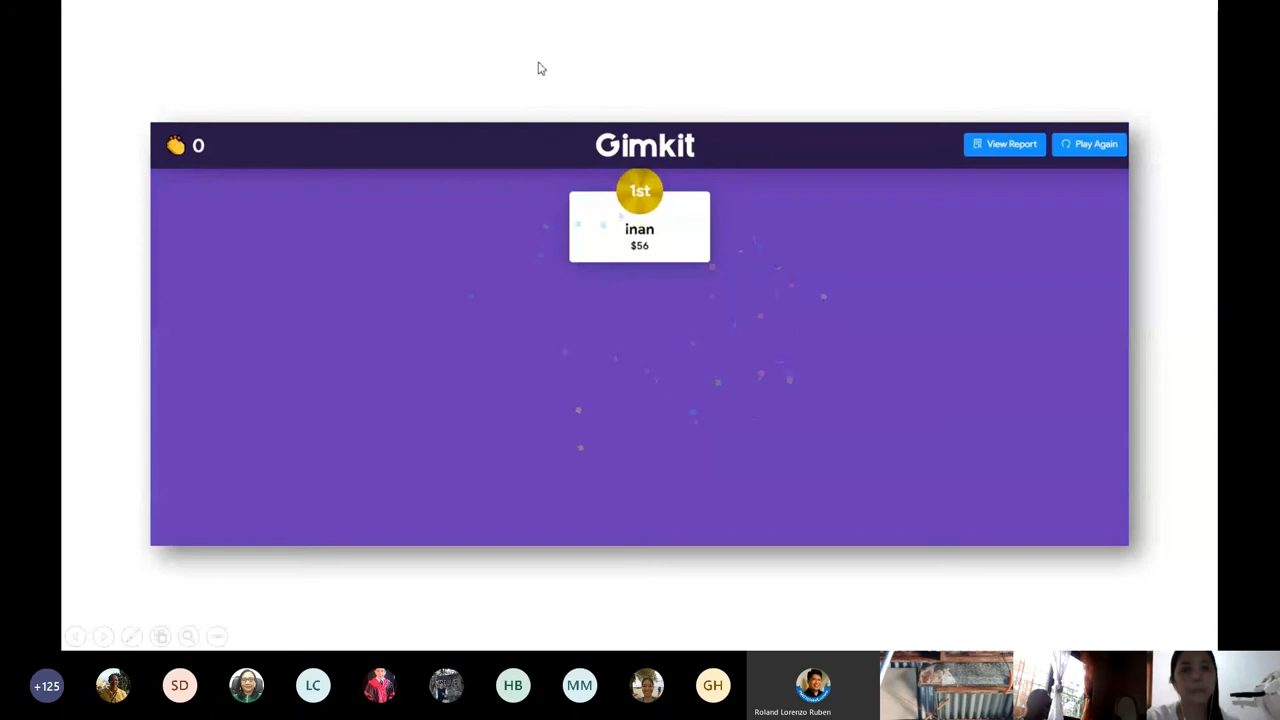 0
Gimkit
View Report
Play Again
1st
inan
$56
+125
SD
LC
HB
MM
GH
Roland Lorenzo Ruben